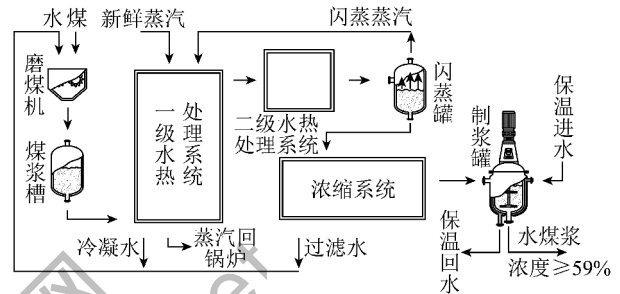 水煤
新鲜蒸汽
闪蒸蒸汽
磨煤机
一级水热处理系统
二级水热
处理系统
闪蒸罐
制浆罐
保温进水
煤浆槽
浓缩系统
冷凝水
蒸汽回
锅炉
过滤水
保温回水
水煤浆
浓度≥59%